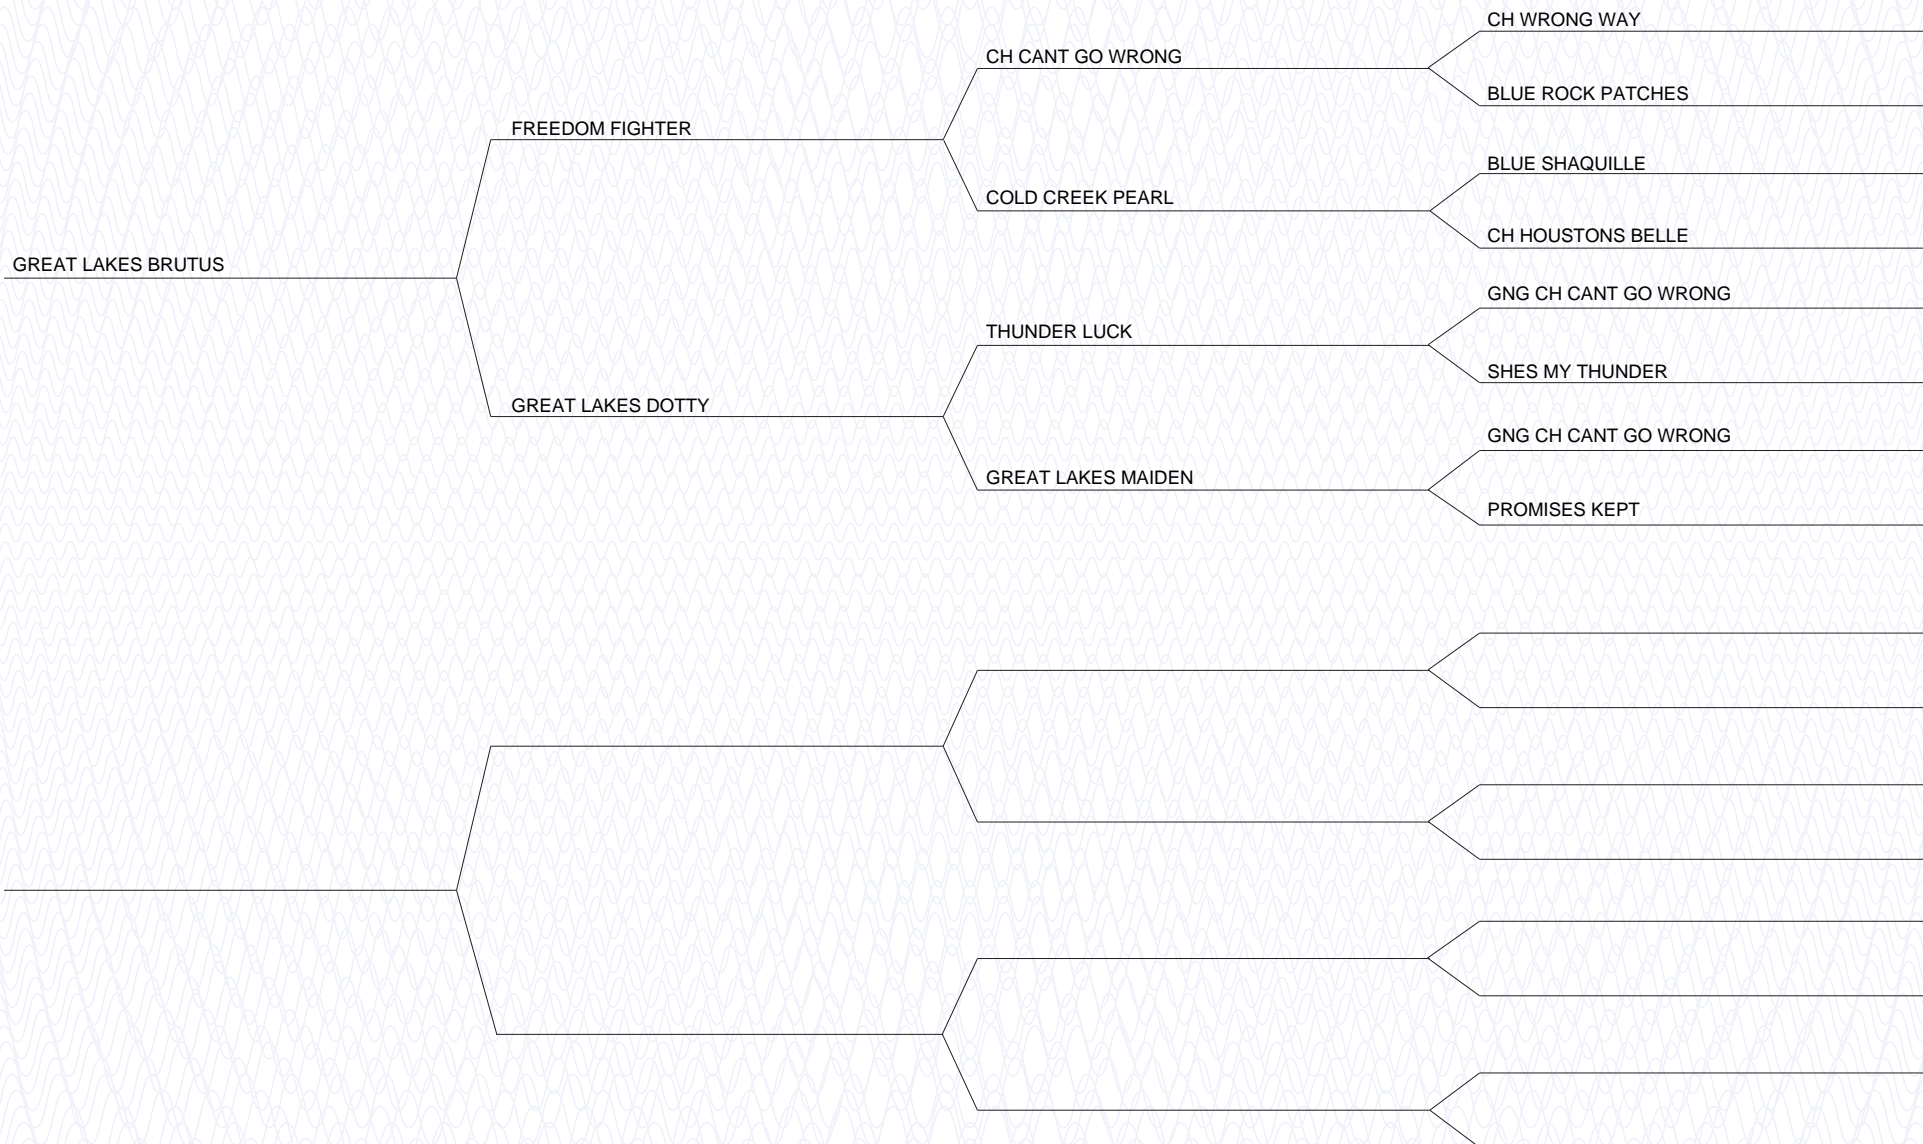 CH WRONG WAY
CH CANT GO WRONG
BLUE ROCK PATCHES
FREEDOM FIGHTER
BLUE SHAQUILLE
COLD CREEK PEARL
CH HOUSTONS BELLE
GREAT LAKES BRUTUS
GNG CH CANT GO WRONG
THUNDER LUCK
SHES MY THUNDER
GREAT LAKES DOTTY
GNG CH CANT GO WRONG
GREAT LAKES MAIDEN
PROMISES KEPT